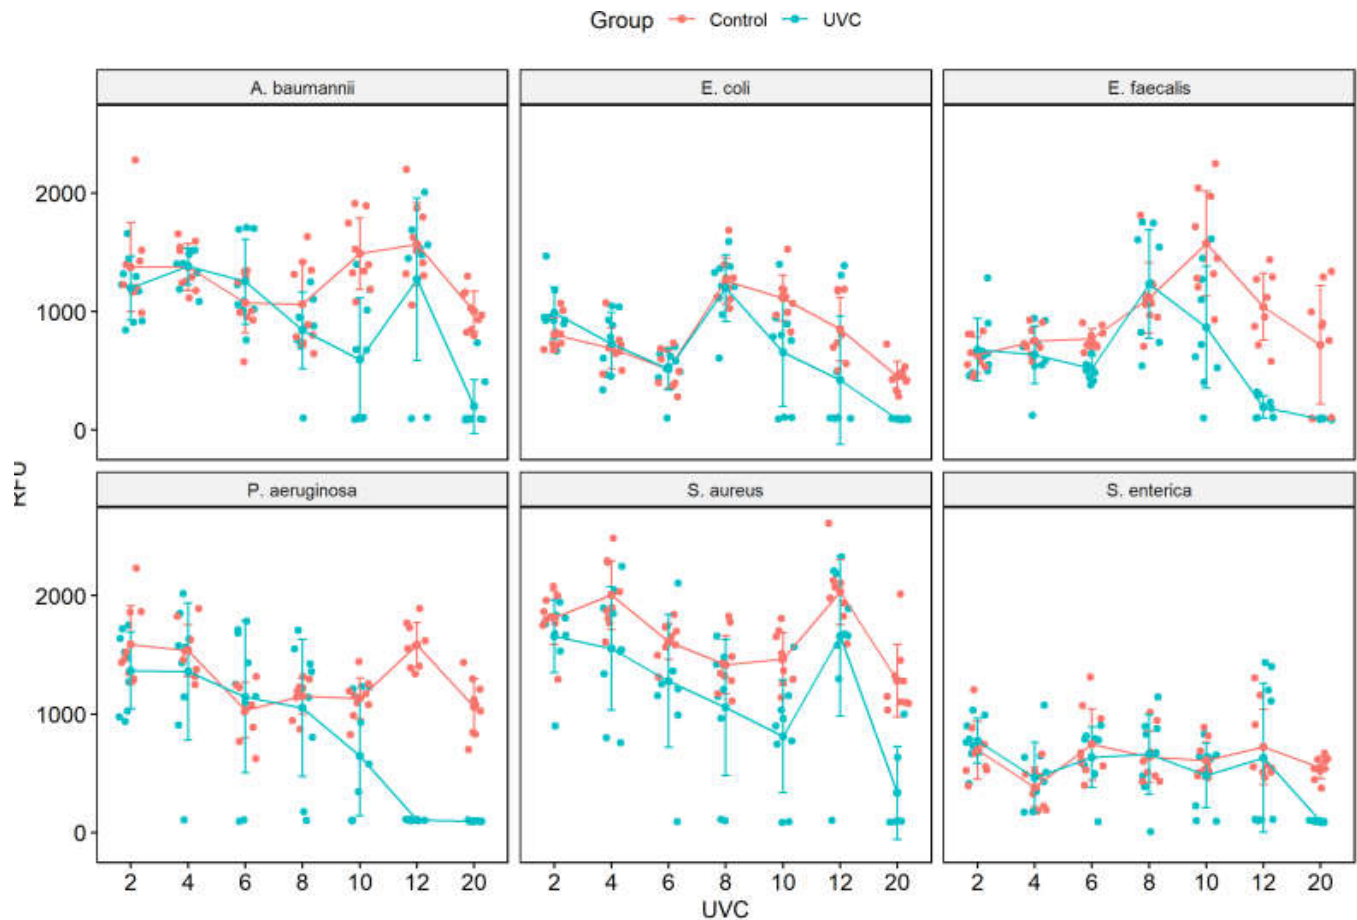 Group Control UVC
A. baumannii E. coli E. faecalis
2000
1000
0
RFU
P. aeruginosa S. aureus S. enterica
2000
1000
0
2 4 6 8 10 12 20 2 4 6 8 10 12 20 2 4 6 8 10 12 20
UVC